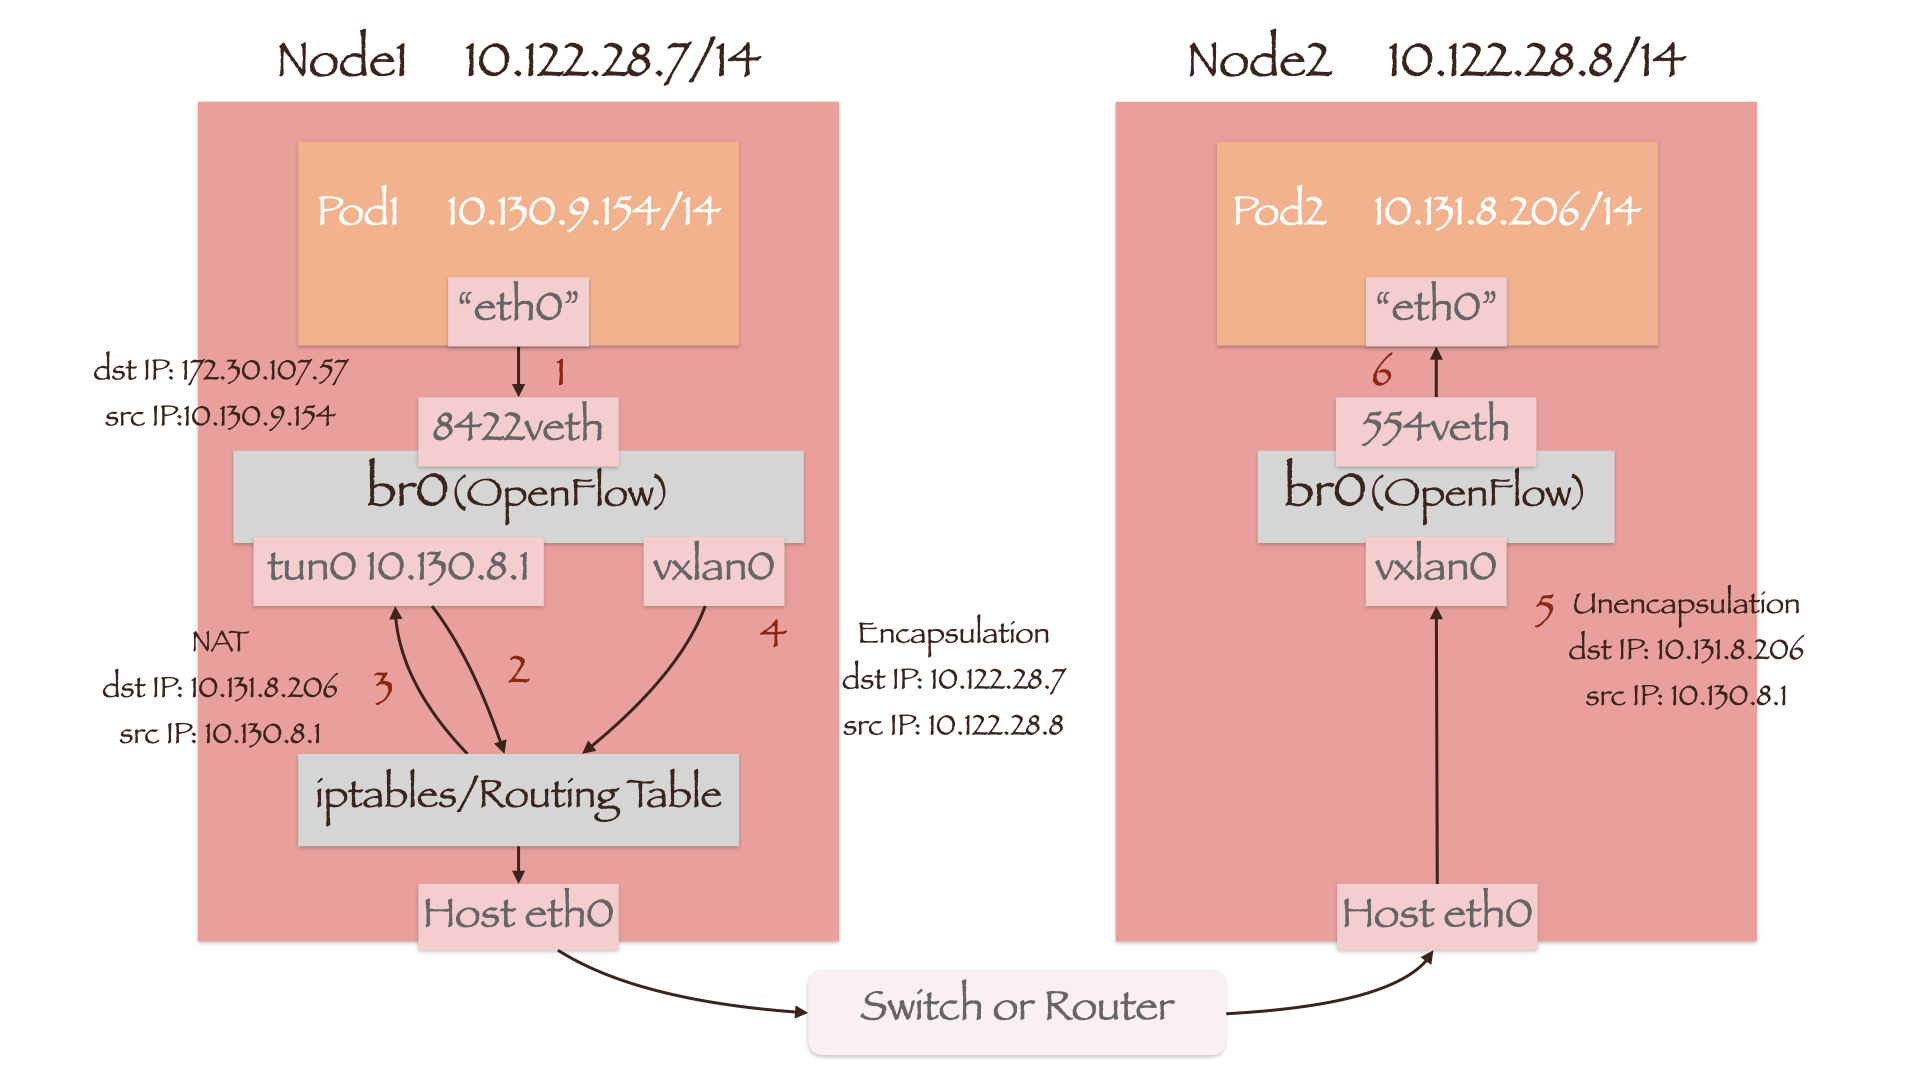 Node1 10.122.28.7/14
Pod1 10.130.9.154/14
“eth0”
dst IP: 172.30.107.57
src IP:10.130.9.154
1
8422veth
br0(OpenFlow)
tun0 10.130.8.1
vxlan0
NAT
dst IP: 10.131.8.206
src IP: 10.130.8.1
3
2
4
Encapsulation
dst IP: 10.122.28.7
src IP: 10.122.28.8
iptables/Routing Table
Host eth0
Switch or Router
Node2 10.122.28.8/14
Pod2 10.131.8.206/14
“eth0”
6
554veth
br0(OpenFlow)
vxlan0
5 Unencapsulation
dst IP: 10.131.8.206
src IP: 10.130.8.1
Host eth0